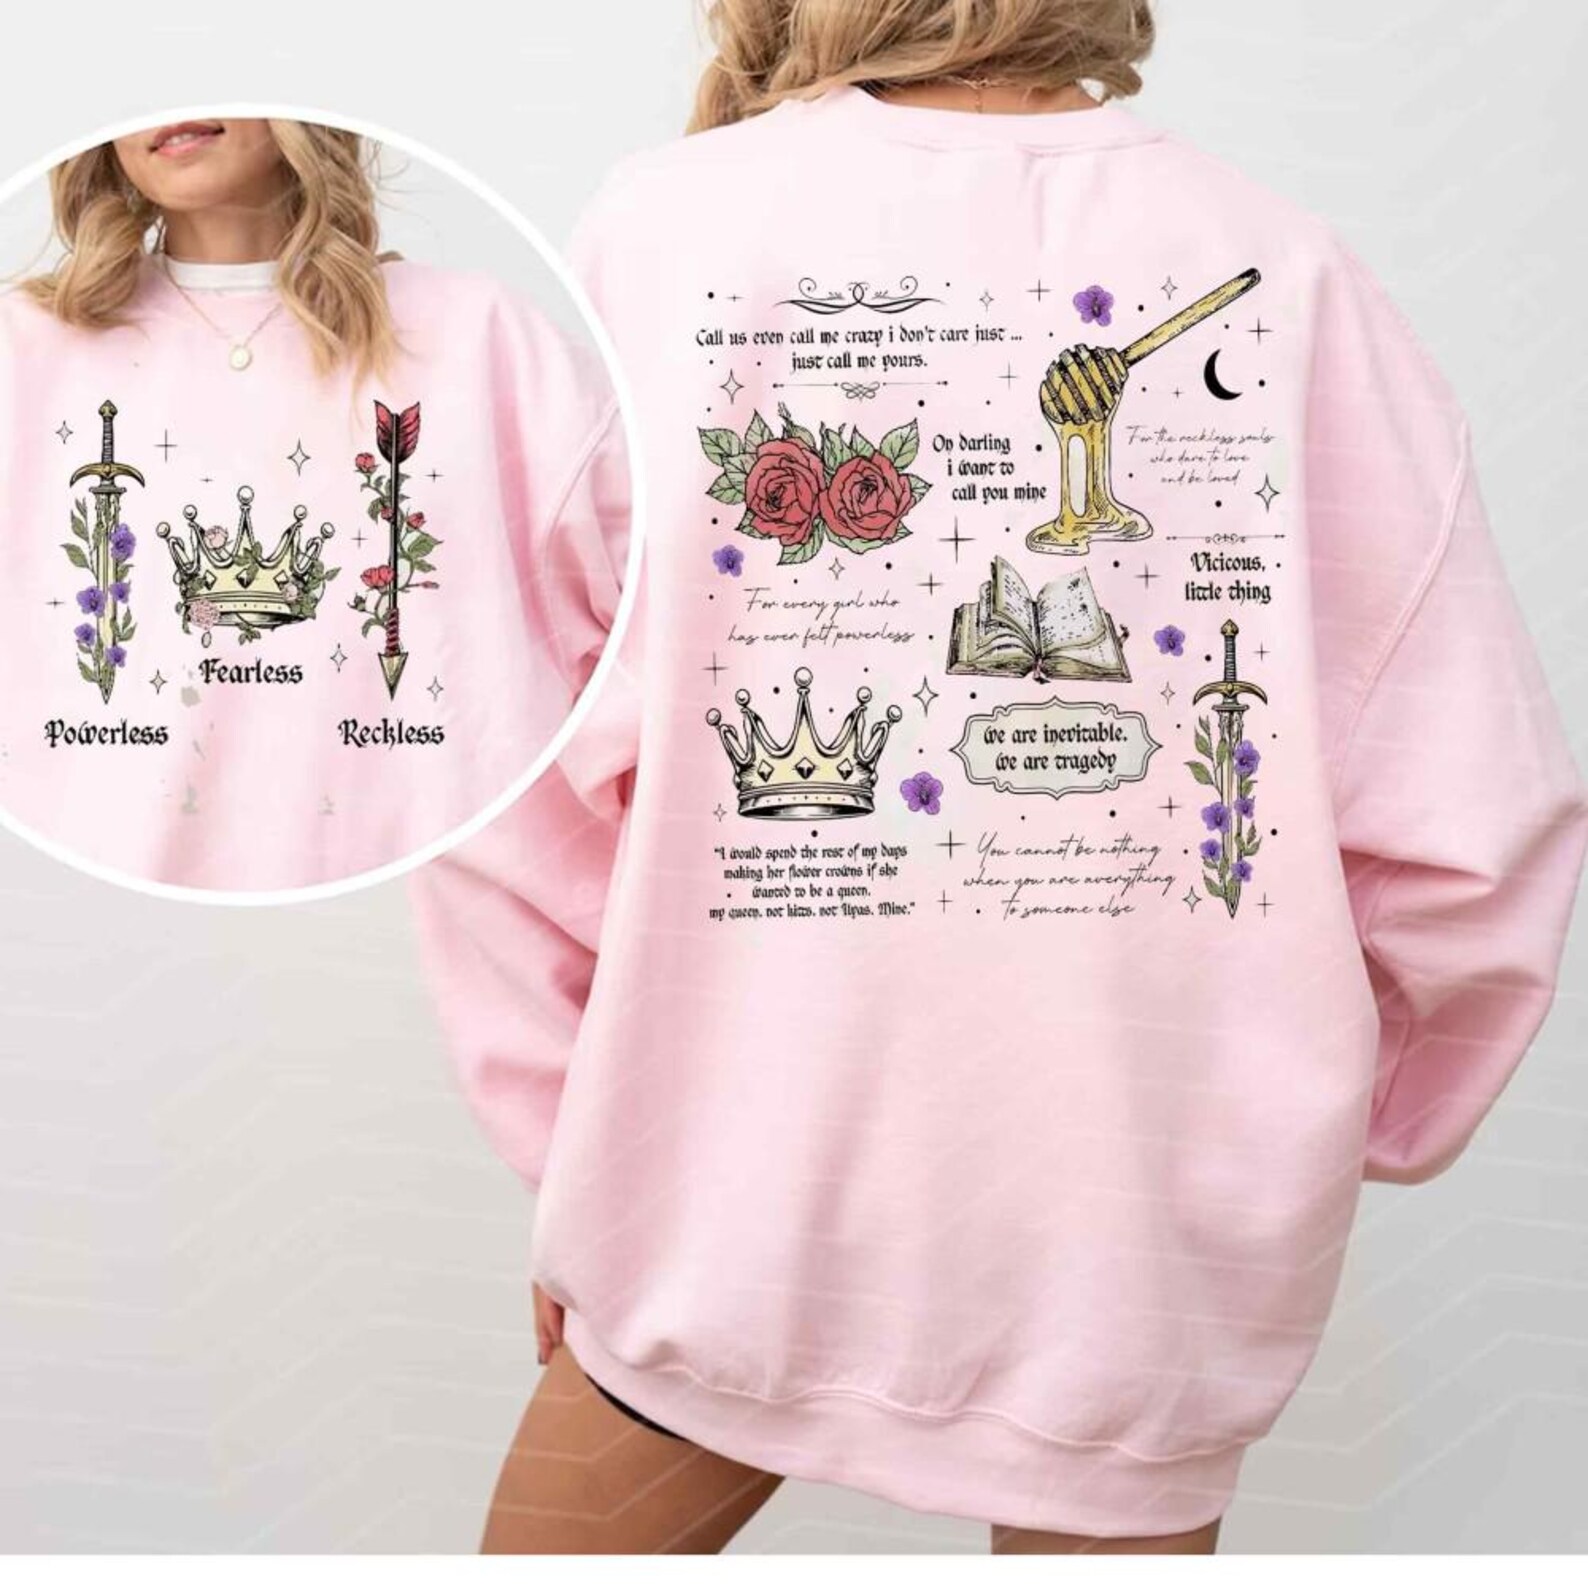 Fearless
Powerless
Reckless
Call us even call me crazy i don't care just ...
just call me yours.
Oy darling
i want to
call you mine
For the reckless souls
who dare to love
and be loved
Vicicous,
little thing
For every girl who
has ever felt powerless
we are inevitable.
we are tragedy
"I would spend the rest of my days
making her flower crowns if she
wanted to be a queen.
my queen. not kitts. not Ilyas. Mine."
You cannot be nothing
when you are averything
to someone else